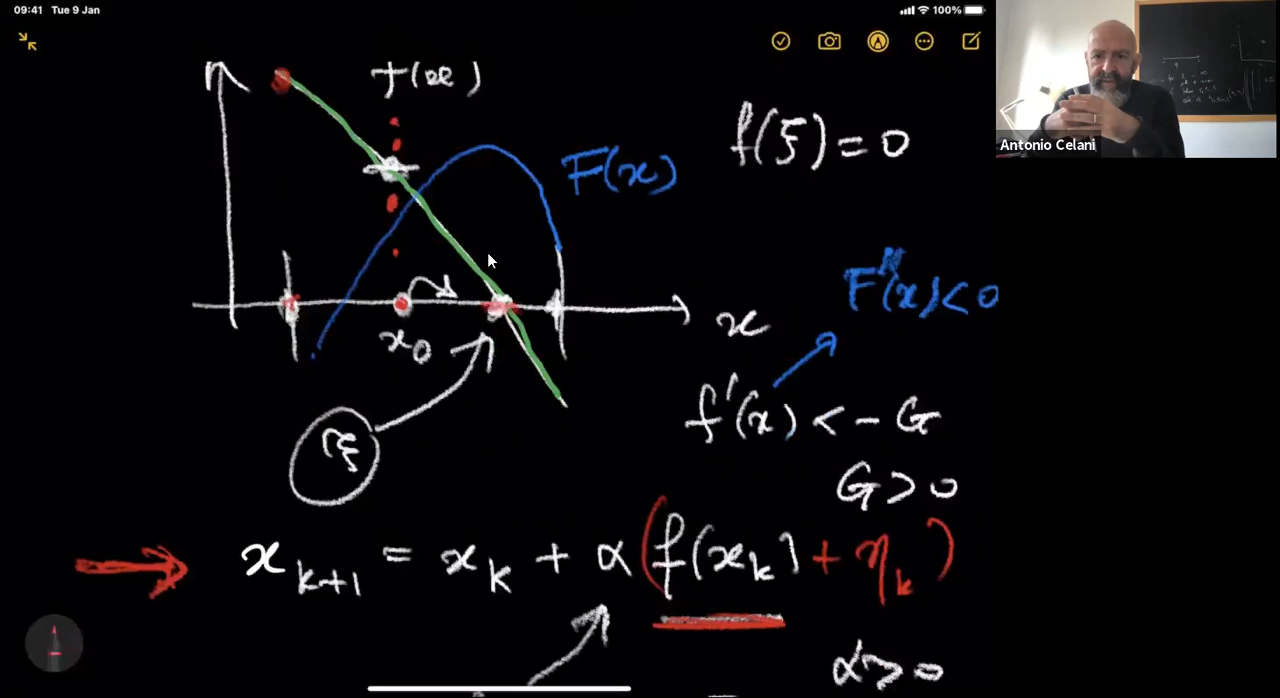 09:41 Tue 9 Jan
100%
f(x)
f(ξ) = 0
Antonio Celani
F(x)
F''(x) < 0
x
x₀
f'(x) < - G
ξ
G > 0
xₖ₊₁ = xₖ + α (f(xₖ) + ηₖ)
α > 0